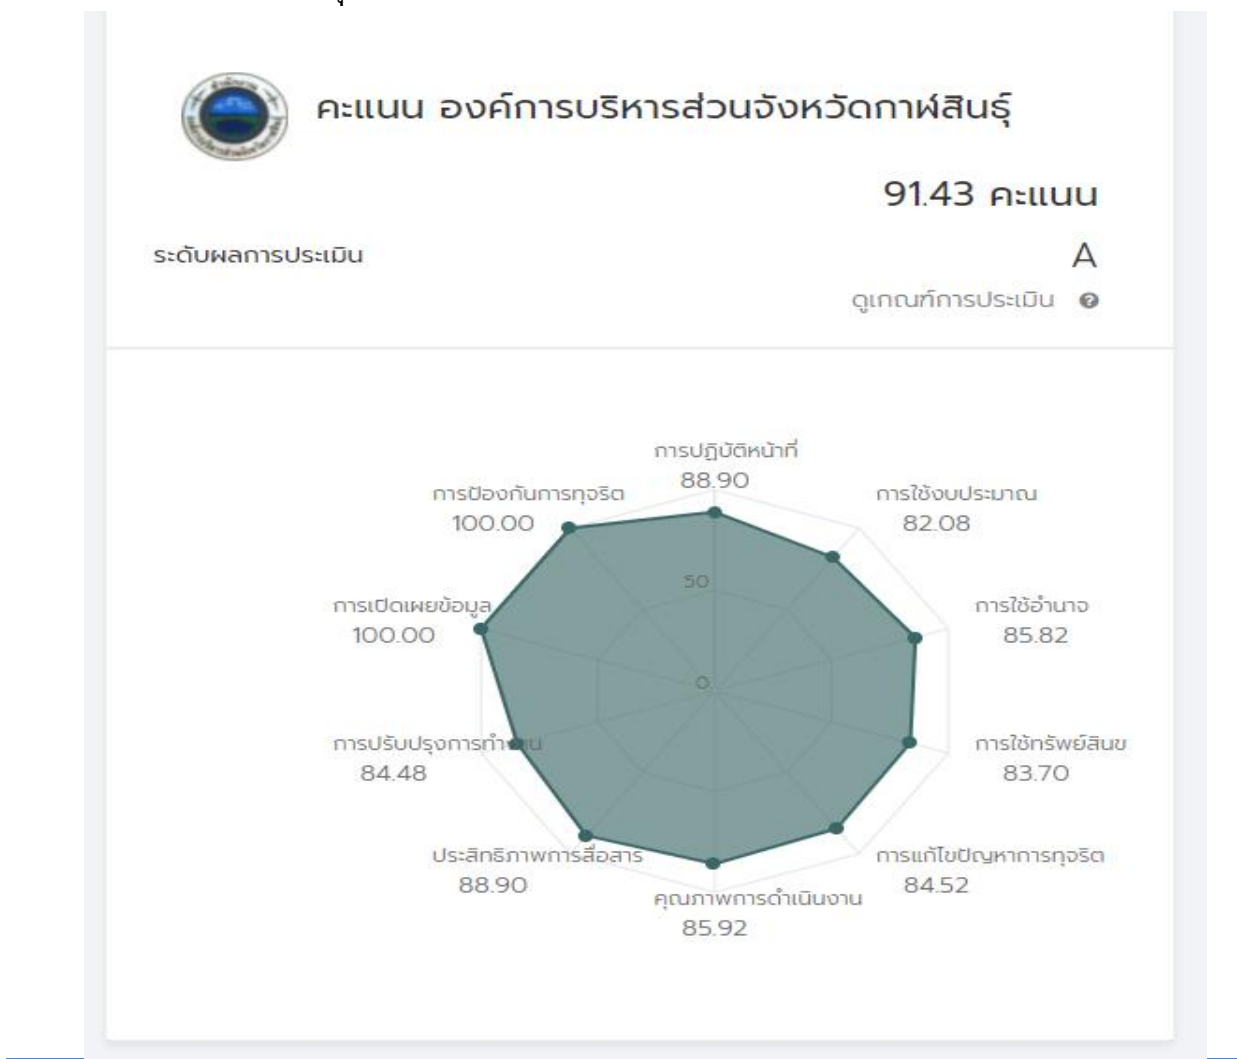 คะแนน องค์การบริหารส่วนจังหวัดกาฬสินธุ์
91.43 คะแนน
ระดับผลการประเมิน
A
ดูเกณฑ์การประเมิน
การปฏิบัติหน้าที่
88.90
การป้องกันการทุจริต
100.00
การใช้งบประมาณ
82.08
50
การเปิดเผยข้อมูล
100.00
การใช้อำนาจ
85.82
0
การปรับปรุงการทำงาน
84.48
การใช้ทรัพย์สินข
83.70
ประสิทธิภาพการสื่อสาร
88.90
การแก้ไขปัญหาการทุจริต
84.52
คุณภาพการดำเนินงาน
85.92